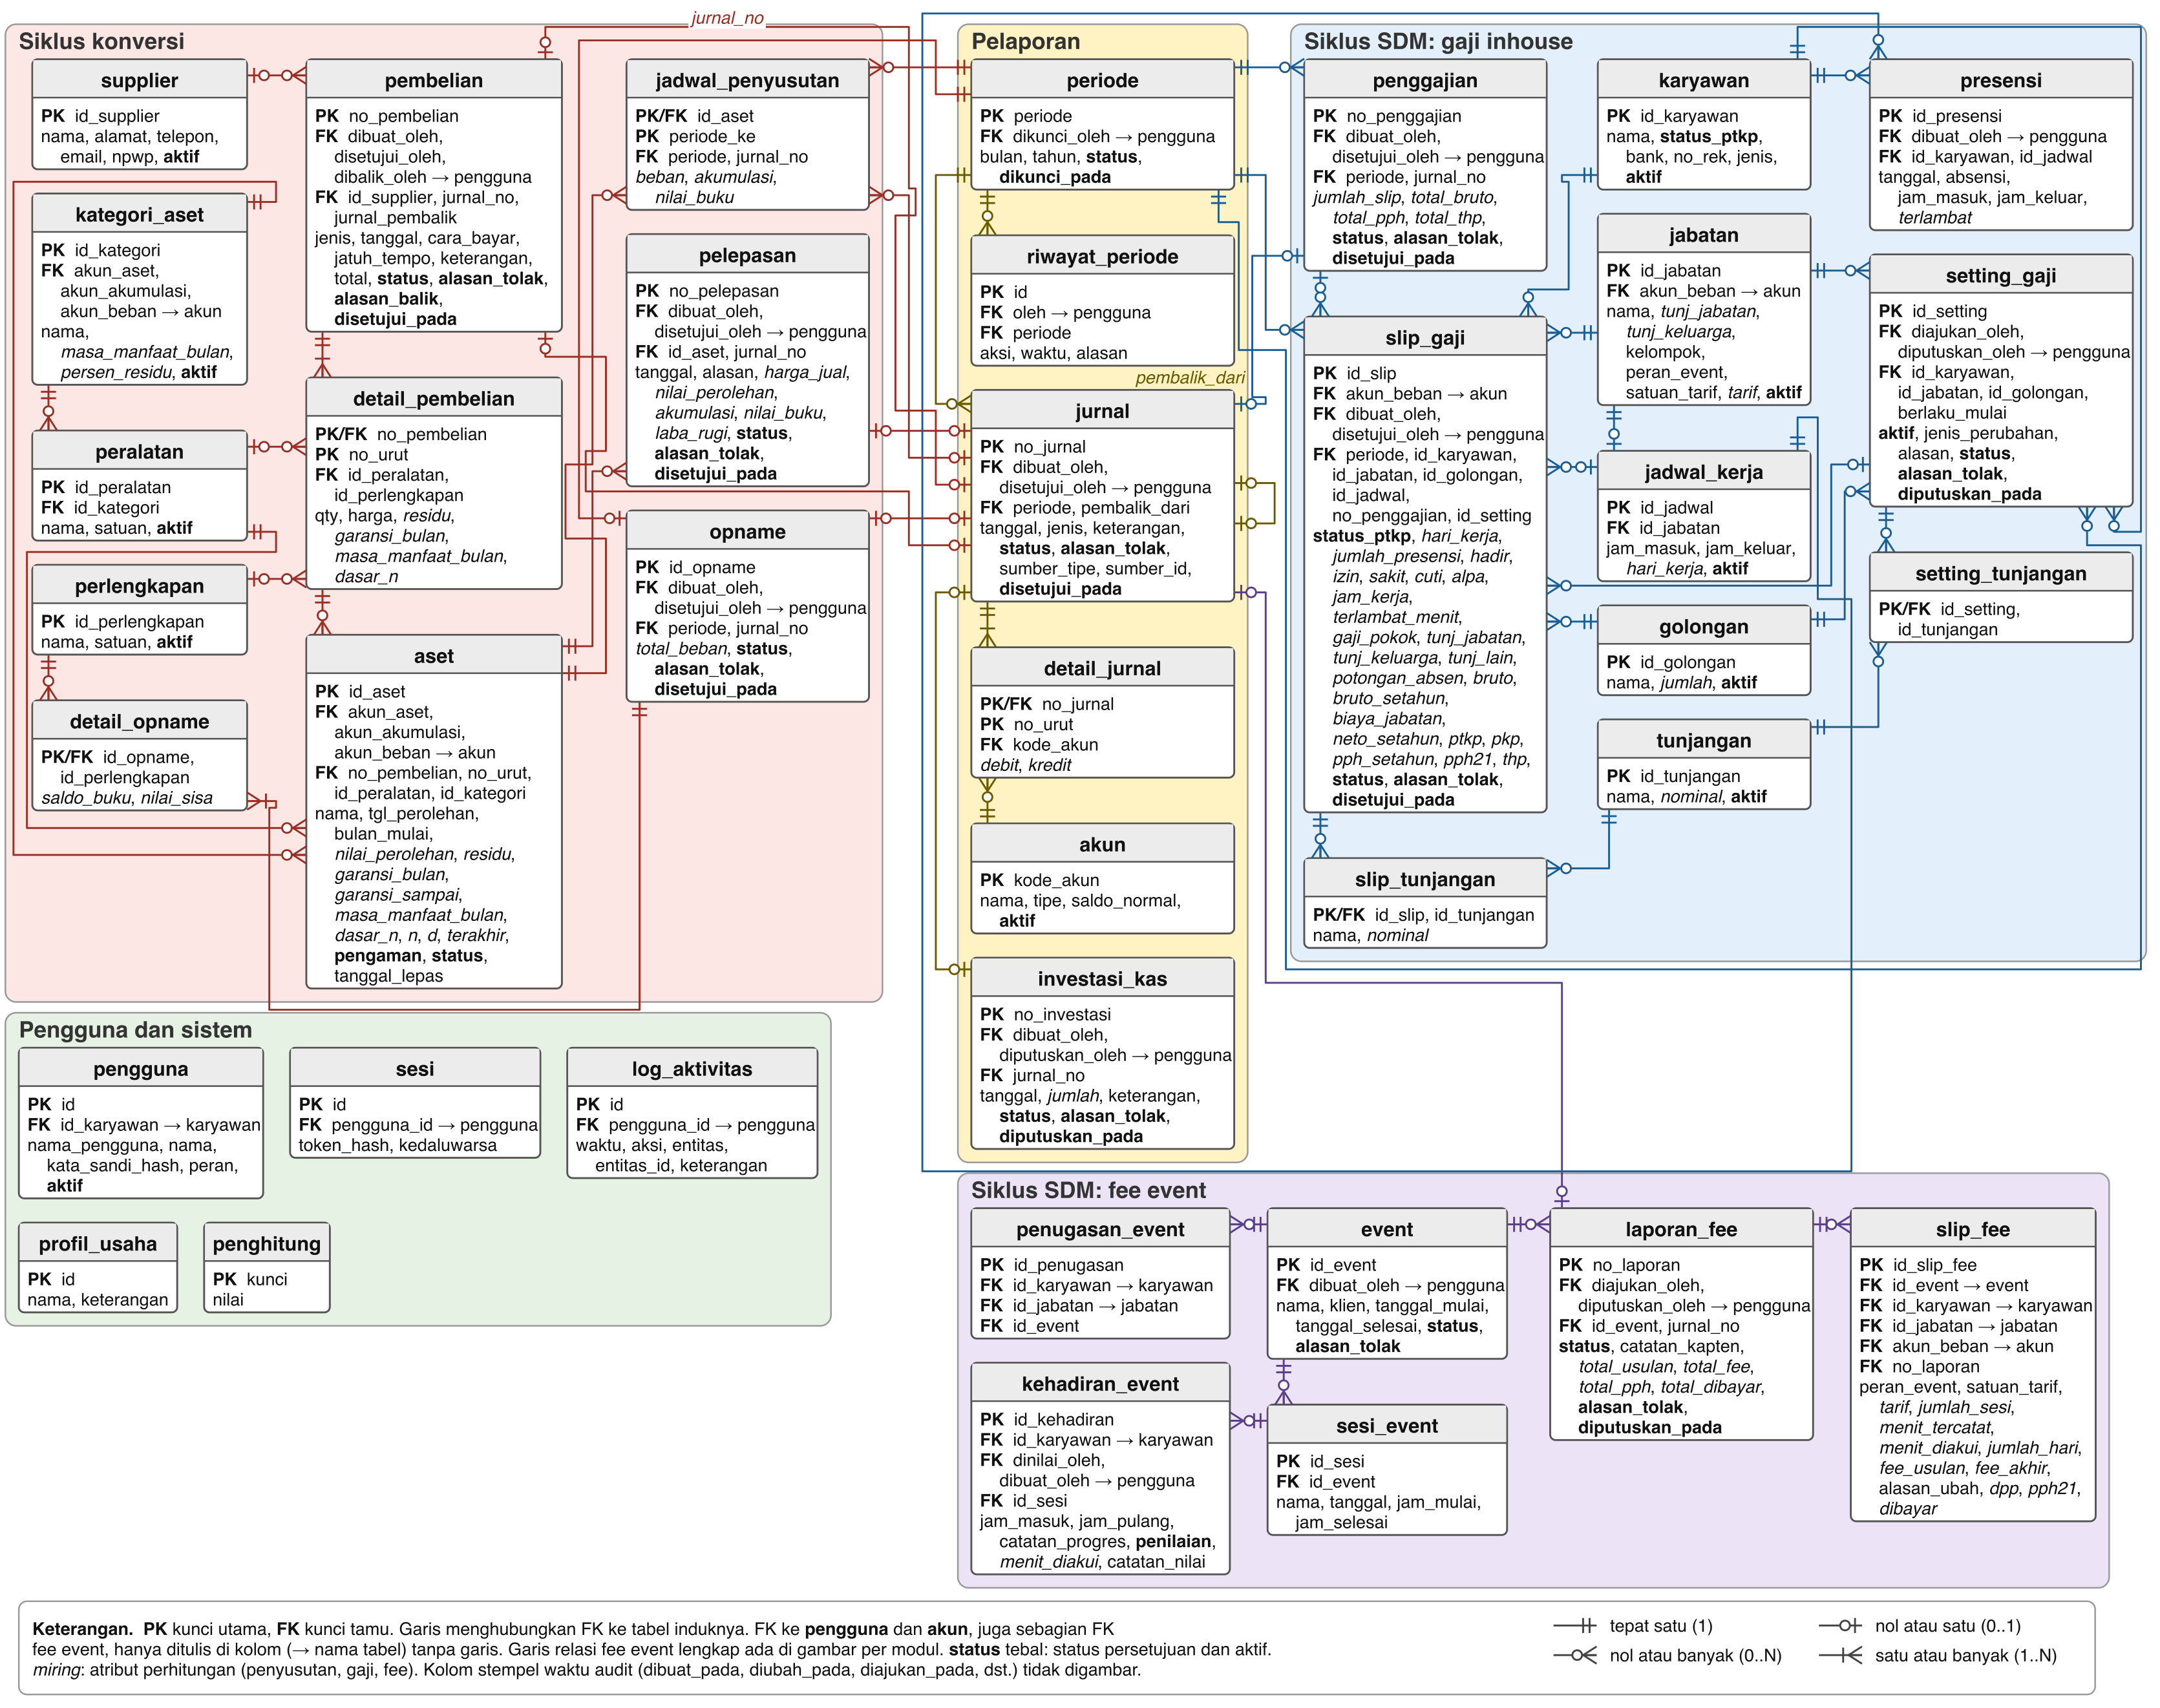 jurnal_no
Siklus konversi
supplier
PK id_supplier
nama, alamat, telepon,
email, npwp, aktif
kategori_aset
PK id_kategori
FK akun_aset,
akun_akumulasi,
akun_beban → akun
nama,
masa_manfaat_bulan,
persen_residu, aktif
peralatan
PK id_peralatan
FK id_kategori
nama, satuan, aktif
perlengkapan
PK id_perlengkapan
nama, satuan, aktif
detail_opname
PK/FK id_opname,
id_perlengkapan
saldo_buku, nilai_sisa
pembelian
PK no_pembelian
FK dibuat_oleh,
disetujui_oleh,
dibalik_oleh → pengguna
FK id_supplier, jurnal_no,
jurnal_pembalik
jenis, tanggal, cara_bayar,
jatuh_tempo, keterangan,
total, status, alasan_tolak,
alasan_balik,
disetujui_pada
detail_pembelian
PK/FK no_pembelian
PK no_urut
FK id_peralatan,
id_perlengkapan
qty, harga, residu,
garansi_bulan,
masa_manfaat_bulan,
dasar_n
aset
PK id_aset
FK akun_aset,
akun_akumulasi,
akun_beban → akun
FK no_pembelian, no_urut,
id_peralatan, id_kategori
nama, tgl_perolehan,
bulan_mulai,
nilai_perolehan, residu,
garansi_bulan,
garansi_sampai,
masa_manfaat_bulan,
dasar_n, n, d, terakhir,
pengaman, status,
tanggal_lepas
jadwal_penyusutan
PK/FK id_aset
PK periode_ke
FK periode, jurnal_no
beban, akumulasi,
nilai_buku
pelepasan
PK no_pelepasan
FK dibuat_oleh,
disetujui_oleh → pengguna
FK id_aset, jurnal_no
tanggal, alasan, harga_jual,
nilai_perolehan,
akumulasi, nilai_buku,
laba_rugi, status,
alasan_tolak,
disetujui_pada
opname
PK id_opname
FK dibuat_oleh,
disetujui_oleh → pengguna
FK periode, jurnal_no
total_beban, status,
alasan_tolak,
disetujui_pada
Pelaporan
periode
PK periode
FK dikunci_oleh → pengguna
bulan, tahun, status,
dikunci_pada
riwayat_periode
PK id
FK oleh → pengguna
FK periode
aksi, waktu, alasan
pembalik_dari
jurnal
PK no_jurnal
FK dibuat_oleh,
disetujui_oleh → pengguna
FK periode, pembalik_dari
tanggal, jenis, keterangan,
status, alasan_tolak,
sumber_tipe, sumber_id,
disetujui_pada
detail_jurnal
PK/FK no_jurnal
PK no_urut
FK kode_akun
debit, kredit
akun
PK kode_akun
nama, tipe, saldo_normal,
aktif
investasi_kas
PK no_investasi
FK dibuat_oleh,
diputuskan_oleh → pengguna
FK jurnal_no
tanggal, jumlah, keterangan,
status, alasan_tolak,
diputuskan_pada
Siklus SDM: gaji inhouse
penggajian
PK no_penggajian
FK dibuat_oleh,
disetujui_oleh → pengguna
FK periode, jurnal_no
jumlah_slip, total_bruto,
total_pph, total_thp,
status, alasan_tolak,
disetujui_pada
slip_gaji
PK id_slip
FK akun_beban → akun
FK dibuat_oleh,
disetujui_oleh → pengguna
FK periode, id_karyawan,
id_jabatan, id_golongan,
id_jadwal,
no_penggajian, id_setting
status_ptkp, hari_kerja,
jumlah_presensi, hadir,
izin, sakit, cuti, alpa,
jam_kerja,
terlambat_menit,
gaji_pokok, tunj_jabatan,
tunj_keluarga, tunj_lain,
potongan_absen, bruto,
bruto_setahun,
biaya_jabatan,
neto_setahun, ptkp, pkp,
pph_setahun, pph21, thp,
status, alasan_tolak,
disetujui_pada
slip_tunjangan
PK/FK id_slip, id_tunjangan
nama, nominal
karyawan
PK id_karyawan
nama, status_ptkp,
bank, no_rek, jenis,
aktif
jabatan
PK id_jabatan
FK akun_beban → akun
nama, tunj_jabatan,
tunj_keluarga,
kelompok,
peran_event,
satuan_tarif, tarif, aktif
jadwal_kerja
PK id_jadwal
FK id_jabatan
jam_masuk, jam_keluar,
hari_kerja, aktif
golongan
PK id_golongan
nama, jumlah, aktif
tunjangan
PK id_tunjangan
nama, nominal, aktif
presensi
PK id_presensi
FK dibuat_oleh → pengguna
FK id_karyawan, id_jadwal
tanggal, absensi,
jam_masuk, jam_keluar,
terlambat
setting_gaji
PK id_setting
FK diajukan_oleh,
diputuskan_oleh → pengguna
FK id_karyawan,
id_jabatan, id_golongan,
berlaku_mulai
aktif, jenis_perubahan,
alasan, status,
alasan_tolak,
diputuskan_pada
setting_tunjangan
PK/FK id_setting,
id_tunjangan
Pengguna dan sistem
pengguna
PK id
FK id_karyawan → karyawan
nama_pengguna, nama,
kata_sandi_hash, peran,
aktif
sesi
PK id
FK pengguna_id → pengguna
token_hash, kedaluwarsa
log_aktivitas
PK id
FK pengguna_id → pengguna
waktu, aksi, entitas,
entitas_id, keterangan
profil_usaha
PK id
nama, keterangan
penghitung
PK kunci
nilai
Siklus SDM: fee event
penugasan_event
PK id_penugasan
FK id_karyawan → karyawan
FK id_jabatan → jabatan
FK id_event
kehadiran_event
PK id_kehadiran
FK id_karyawan → karyawan
FK dinilai_oleh,
dibuat_oleh → pengguna
FK id_sesi
jam_masuk, jam_pulang,
catatan_progres, penilaian,
menit_diakui, catatan_nilai
event
PK id_event
FK dibuat_oleh → pengguna
nama, klien, tanggal_mulai,
tanggal_selesai, status,
alasan_tolak
sesi_event
PK id_sesi
FK id_event
nama, tanggal, jam_mulai,
jam_selesai
laporan_fee
PK no_laporan
FK diajukan_oleh,
diputuskan_oleh → pengguna
FK id_event, jurnal_no
status, catatan_kapten,
total_usulan, total_fee,
total_pph, total_dibayar,
alasan_tolak,
diputuskan_pada
slip_fee
PK id_slip_fee
FK id_event → event
FK id_karyawan → karyawan
FK id_jabatan → jabatan
FK akun_beban → akun
FK no_laporan
peran_event, satuan_tarif,
tarif, jumlah_sesi,
menit_tercatat,
menit_diakui, jumlah_hari,
fee_usulan, fee_akhir,
alasan_ubah, dpp, pph21,
dibayar
Keterangan. PK kunci utama, FK kunci tamu. Garis menghubungkan FK ke tabel induknya. FK ke pengguna dan akun, juga sebagian FK
fee event, hanya ditulis di kolom (→ nama tabel) tanpa garis. Garis relasi fee event lengkap ada di gambar per modul. status tebal: status persetujuan dan aktif.
miring: atribut perhitungan (penyusutan, gaji, fee). Kolom stempel waktu audit (dibuat_pada, diubah_pada, diajukan_pada, dst.) tidak digambar.
tepat satu (1)
nol atau satu (0..1)
nol atau banyak (0..N)
satu atau banyak (1..N)